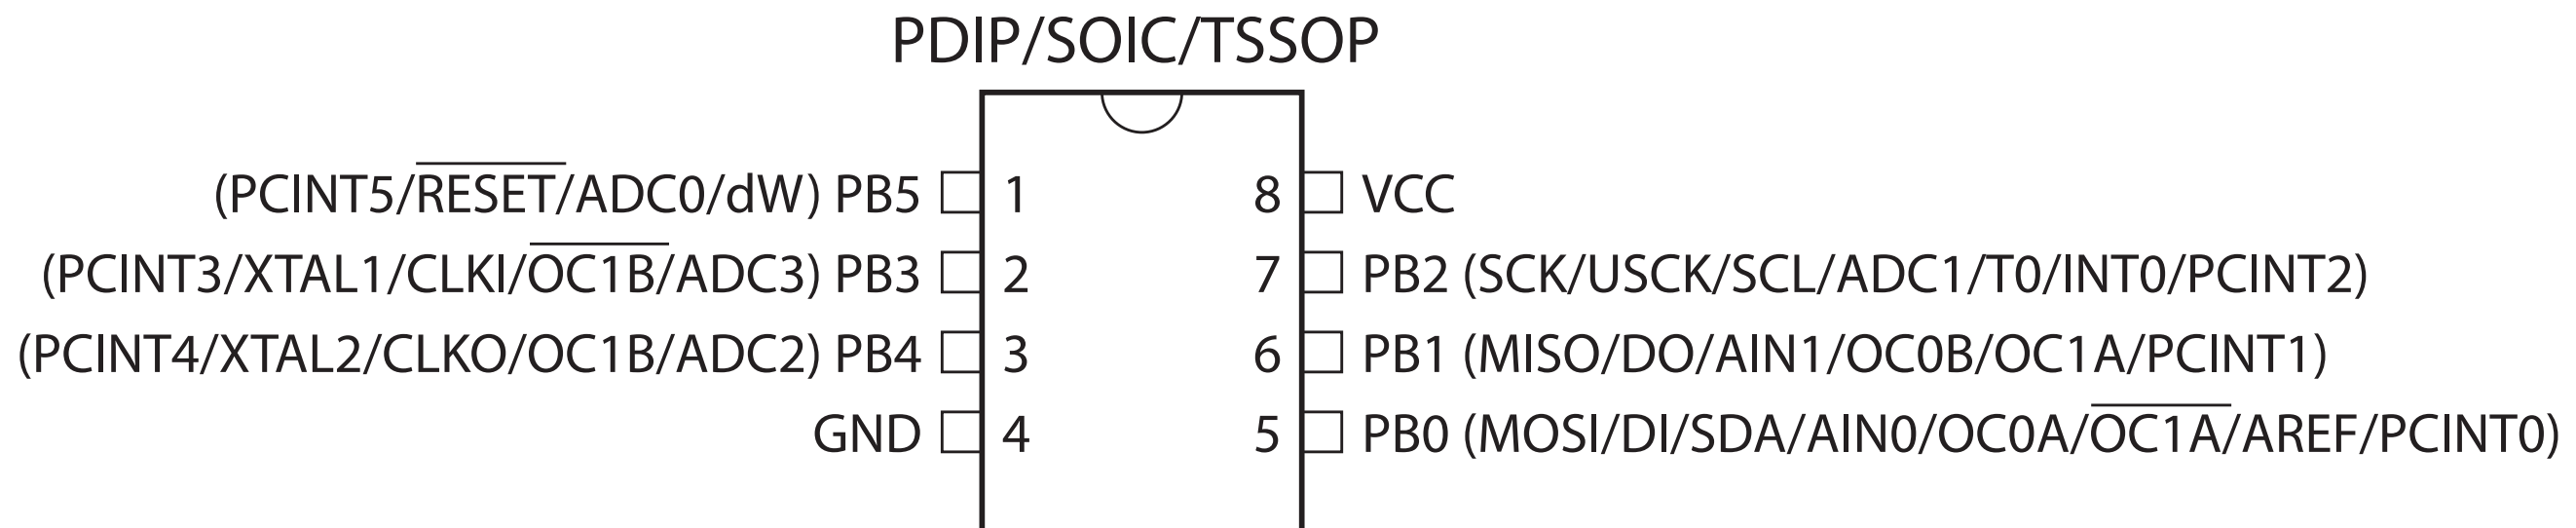 PDIP/SOIC/TSSOP
(PCINT5/RESET/ADC0/dW) PB5 1 8 VCC
(PCINT3/XTAL1/CLKI/OC1B/ADC3) PB3 2 7 PB2 (SCK/USCK/SCL/ADC1/T0/INT0/PCINT2)
(PCINT4/XTAL2/CLKO/OC1B/ADC2) PB4 3 6 PB1 (MISO/DO/AIN1/OC0B/OC1A/PCINT1)
GND 4 5 PB0 (MOSI/DI/SDA/AIN0/OC0A/OC1A/AREF/PCINT0)